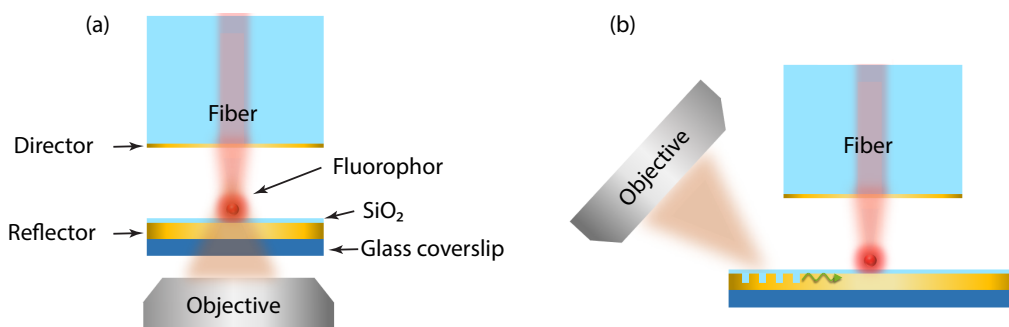 (a)
Fiber
Director
Fluorophor
SiO₂
Reflector
Glass coverslip
Objective
(b)
Objective
Fiber